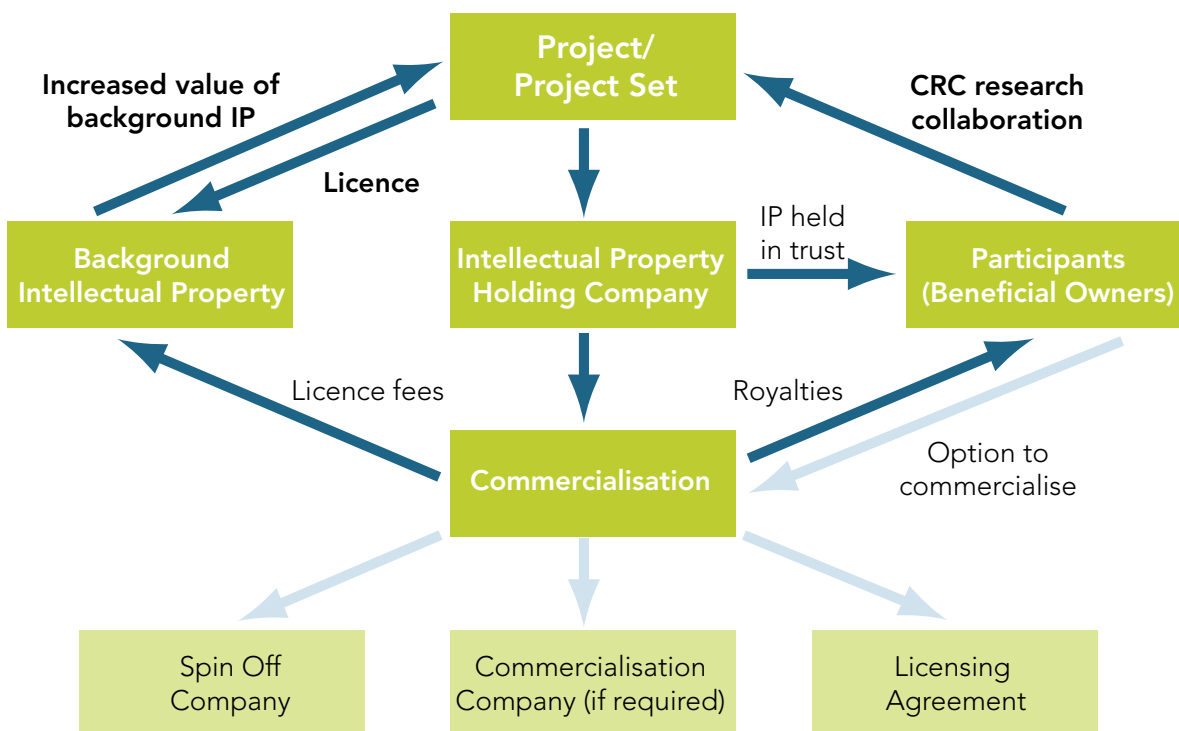 Project/
Project Set
Increased value of
background IP
CRC research
collaboration
Licence
IP held
in trust
Background
Intellectual Property
Intellectual Property
Holding Company
Participants
(Beneficial Owners)
Licence fees
Royalties
Option to
commercialise
Commercialisation
Spin Off
Company
Commercialisation
Company (if required)
Licensing
Agreement